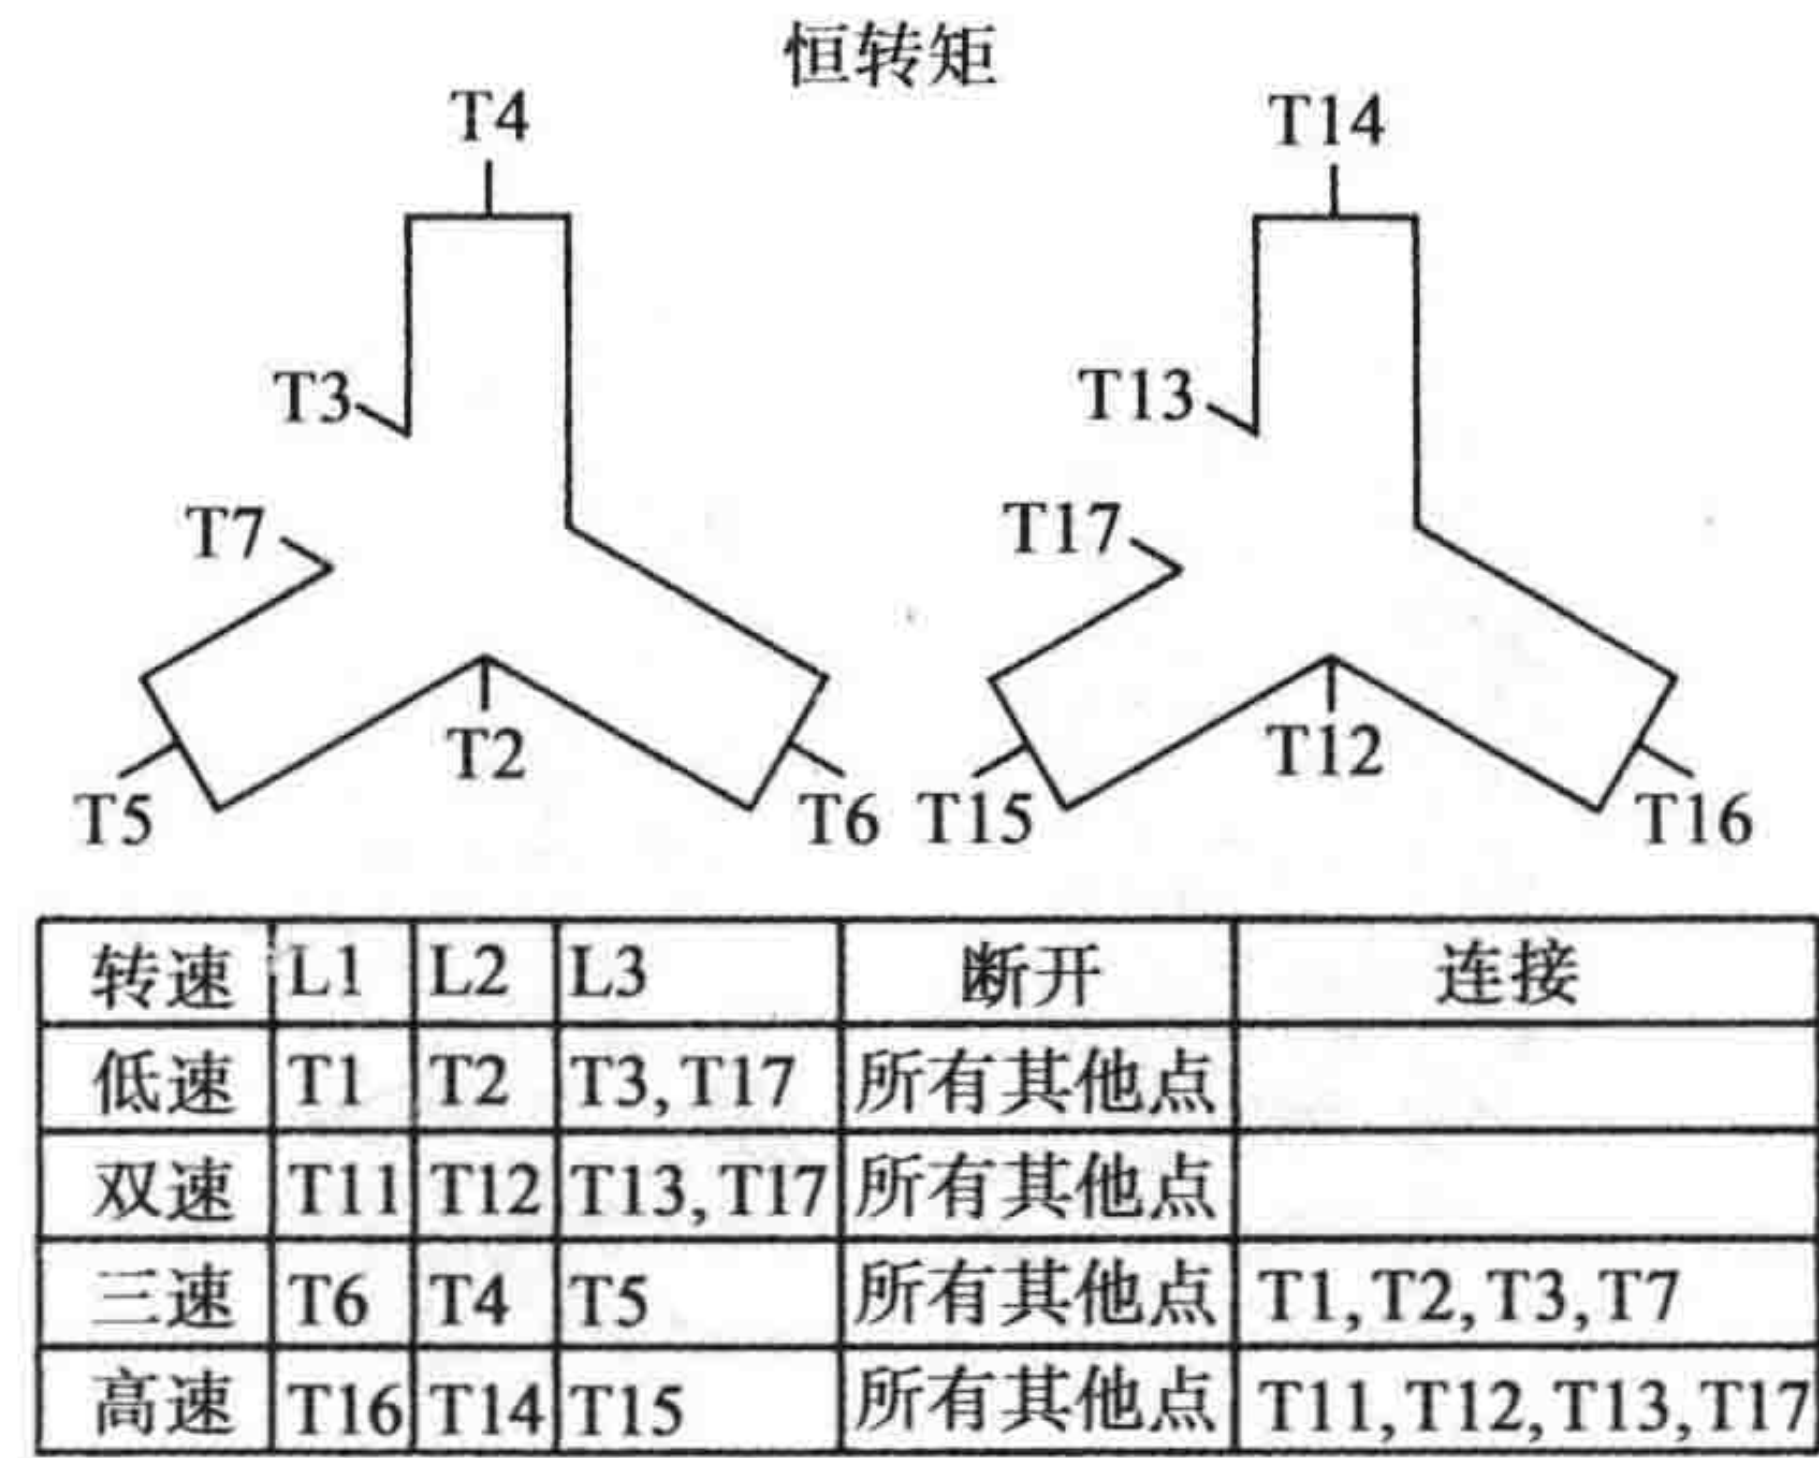 恒转矩
T4 T14
T3 T13
T7 T17
T2 T12
T5 T6 T15 T16
转速 L1 L2 L3 断开 连接
低速 T1 T2 T3, T17 所有其他点
双速 T11 T12 T13, T17 所有其他点
三速 T6 T4 T5 所有其他点 T1, T2, T3, T7
高速 T16 T14 T15 所有其他点 T11, T12, T13, T17